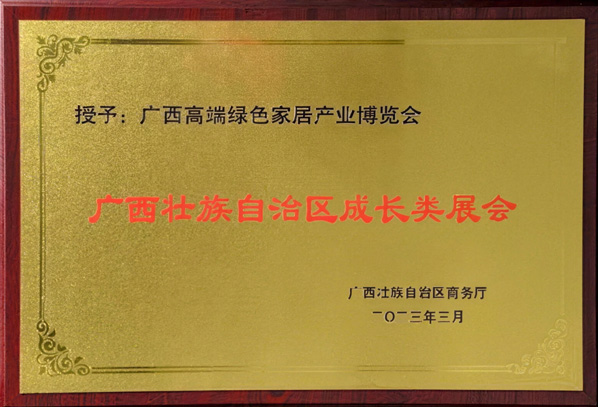 授予：广西高端绿色家居产业博览会
广西壮族自治区成长类展会
广西壮族自治区商务厅
二〇二三年三月